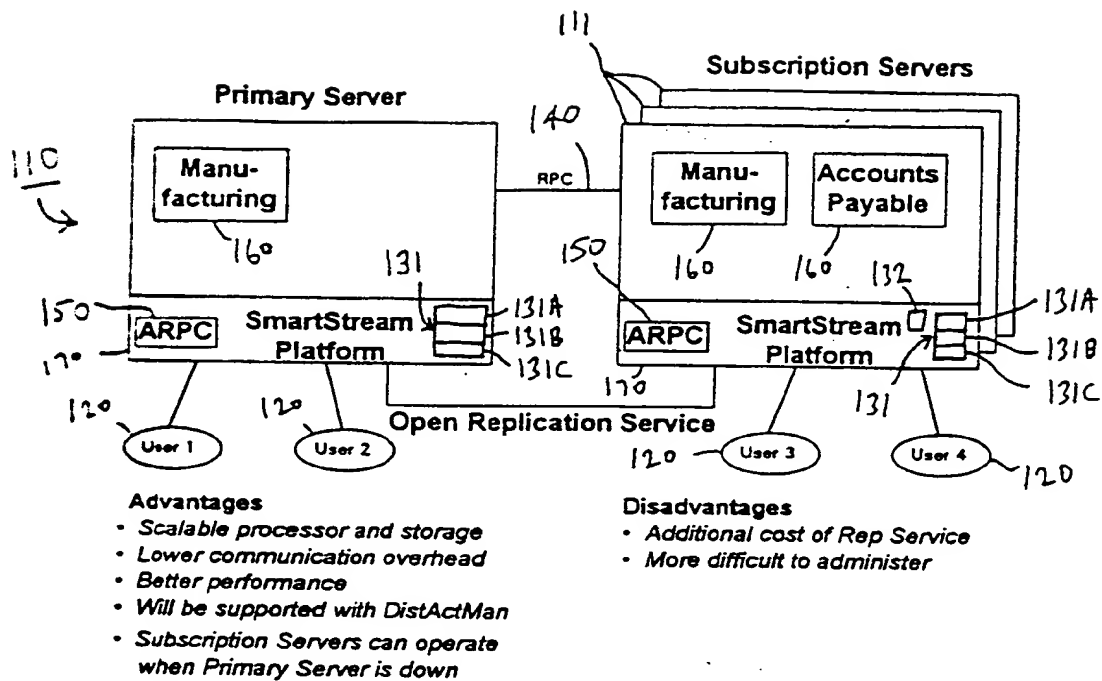 111
Subscription Servers
Primary Server
140
110
Manu-
facturing
RPC
Manu-
facturing
Accounts
Payable
160
131
150
160
160
132
150
ARPC
SmartStream
Platform
131A
131B
131C
ARPC
SmartStream
Platform
131A
131B
131C
170
170
131
Open Replication Service
120
User 1
120
User 2
120
User 3
User 4
120
Advantages
• Scalable processor and storage
• Lower communication overhead
• Better performance
• Will be supported with DistActMan
• Subscription Servers can operate
when Primary Server is down
Disadvantages
• Additional cost of Rep Service
• More difficult to administer